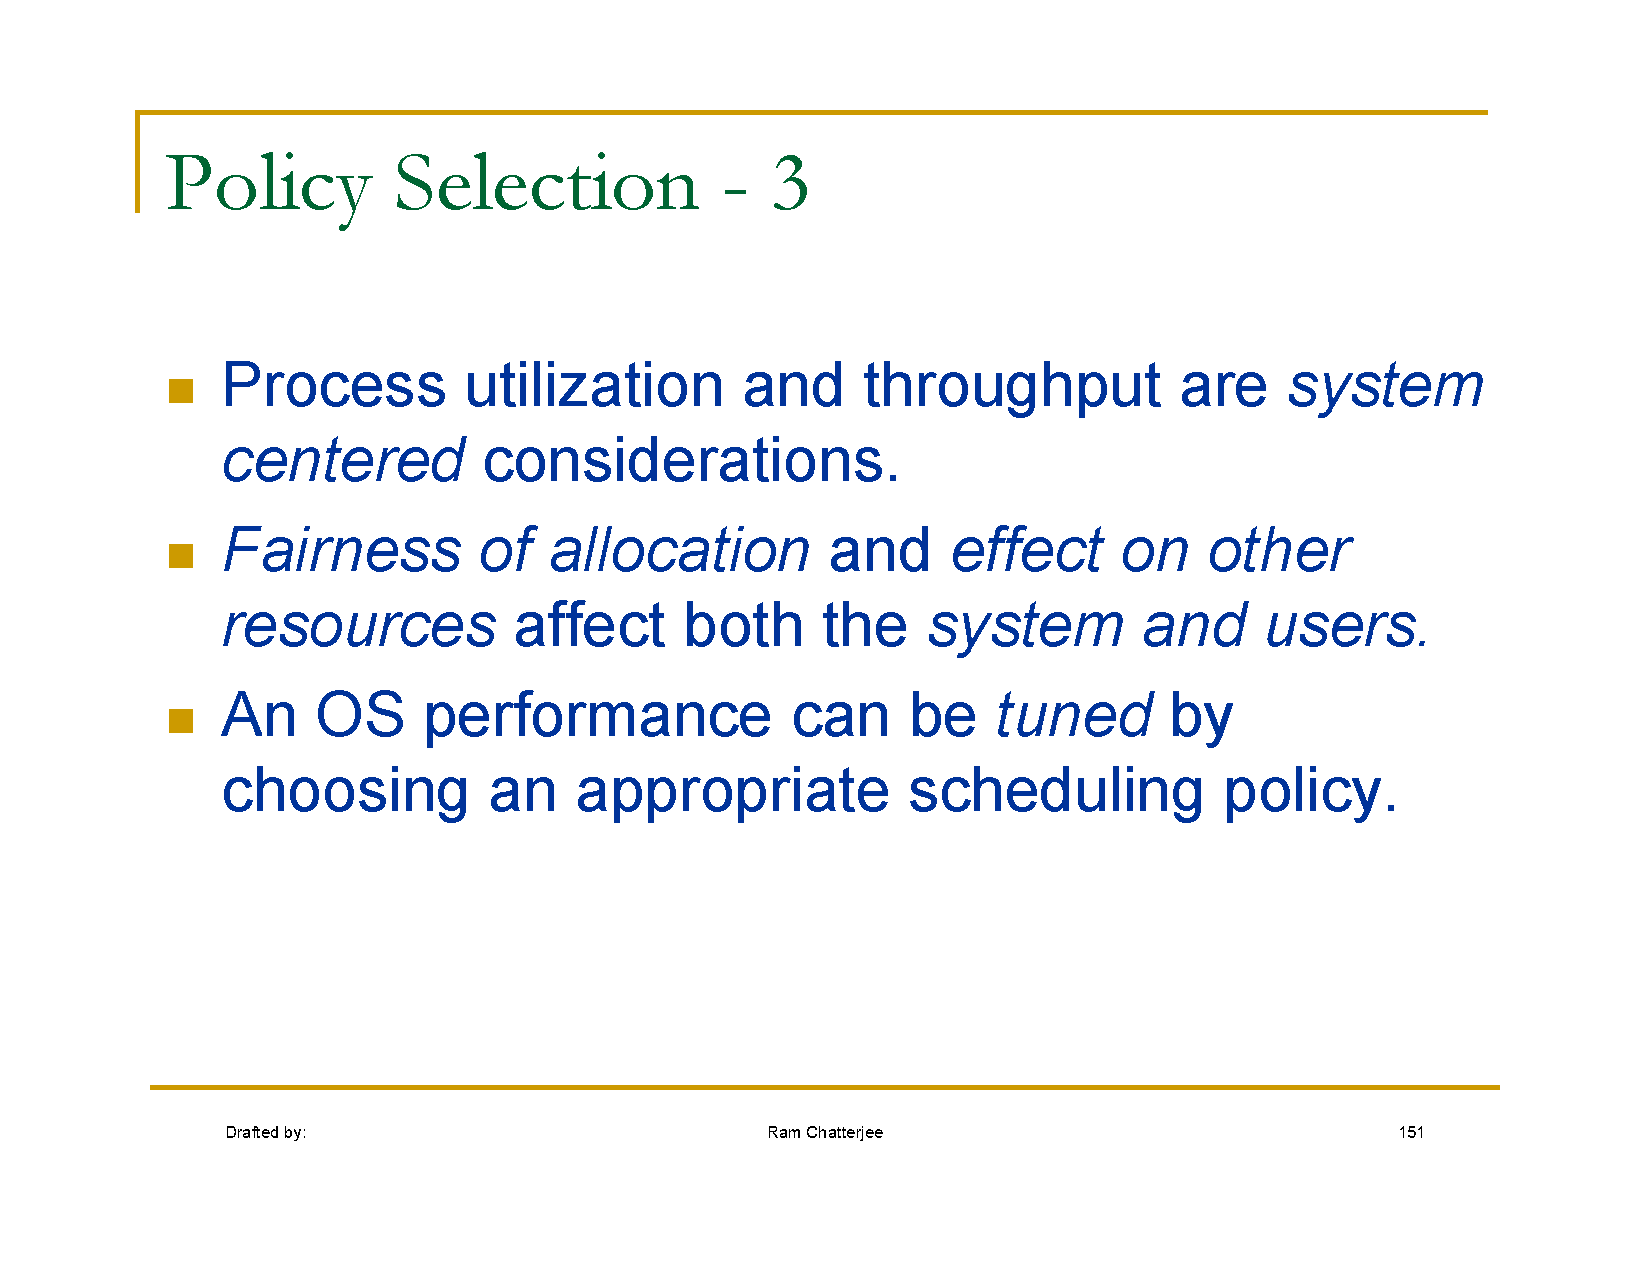 Policy Selection - 3
Process utilization and throughput are system
centered considerations.
Fairness of allocation and effect on other
resources affect both the system and users.
An OS performance can be tuned by
choosing an appropriate scheduling policy.
Drafted by: Ram Chatterjee 151